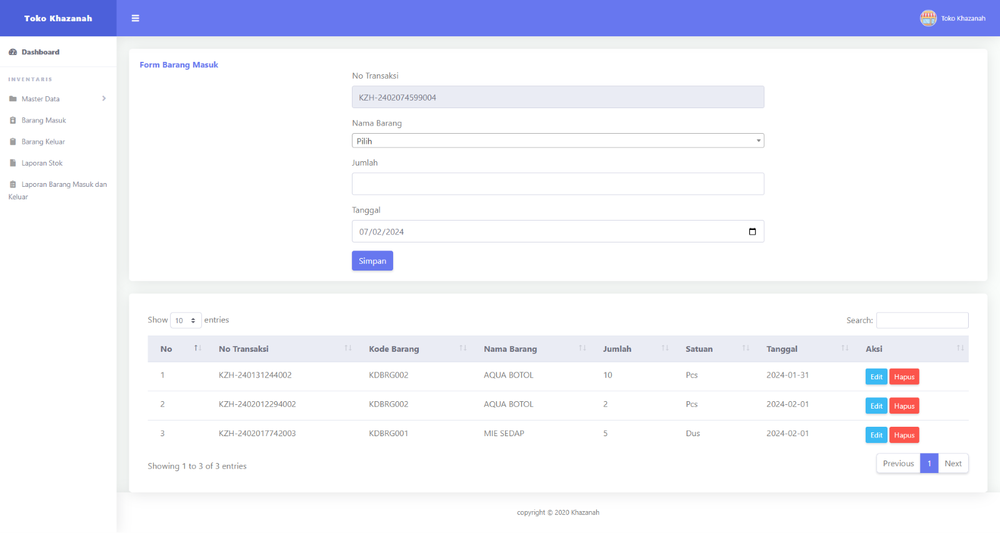 Toko Khazanah
Toko Khazanah
Dashboard
INVENTARIS
Master Data
Barang Masuk
Barang Keluar
Laporan Stok
Laporan Barang Masuk dan
Keluar
Form Barang Masuk
No Transaksi
KZH-2402074599004
Nama Barang
Pilih
Jumlah
Tanggal
07/02/2024
Simpan
Show 10 entries
Search:
No No Transaksi Kode Barang Nama Barang Jumlah Satuan Tanggal Aksi
1 KZH-240131244002 KDBRG002 AQUA BOTOL 10 Pcs 2024-01-31 Edit Hapus
2 KZH-2402012294002 KDBRG002 AQUA BOTOL 2 Pcs 2024-02-01 Edit Hapus
3 KZH-2402017742003 KDBRG001 MIE SEDAP 5 Dus 2024-02-01 Edit Hapus
Showing 1 to 3 of 3 entries
Previous 1 Next
copyright © 2020 Khazanah